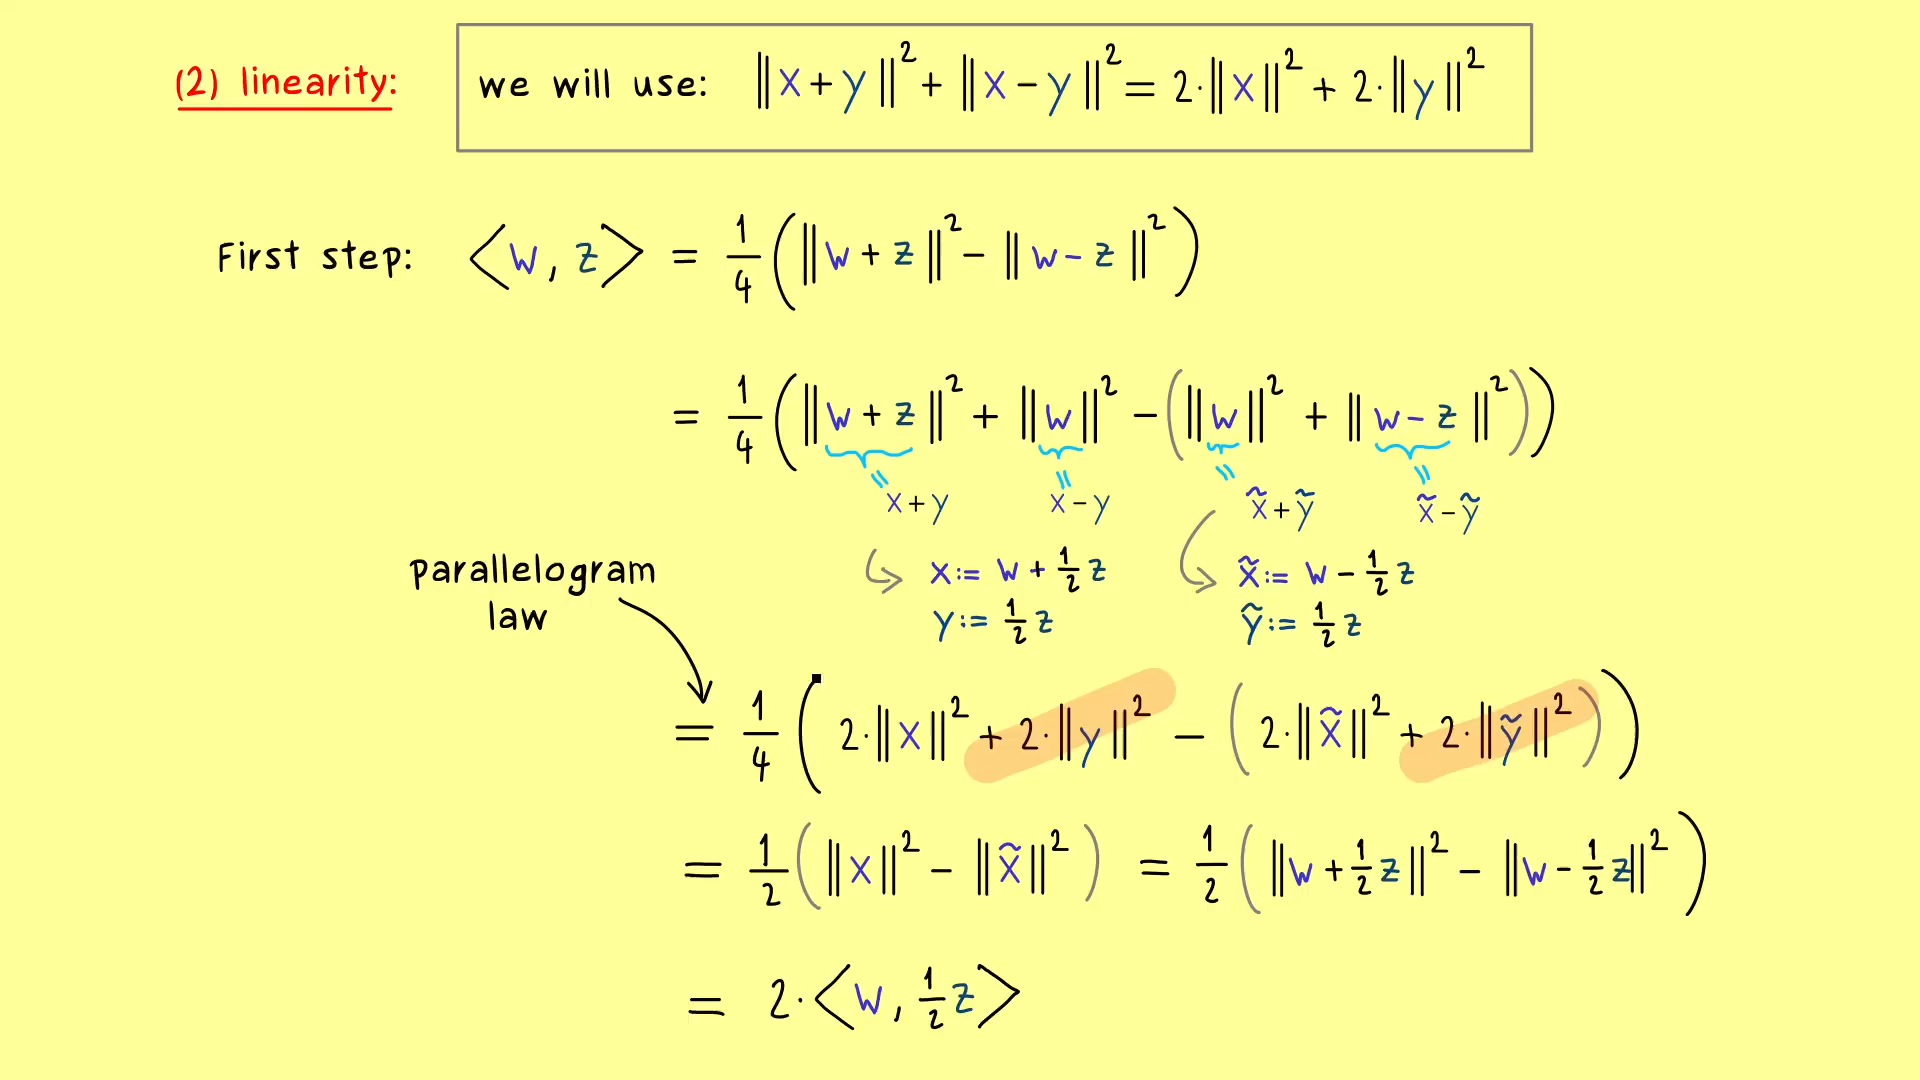 (2) linearity: we will use: ‖x+y‖² + ‖x-y‖² = 2·‖x‖² + 2·‖y‖²
First step: ⟨w, z⟩ = 1/4 (‖w + z‖² - ‖w - z‖²)
= 1/4 (‖w + z‖² + ‖w‖² - (‖w‖² + ‖w - z‖²))
= x+y = x-y = x̃+ỹ = x̃-ỹ
x := w + 1/2 z x̃ := w - 1/2 z
parallelogram
law y := 1/2 z ỹ := 1/2 z
= 1/4 (2·‖x‖² + 2·‖y‖² - (2·‖x̃‖² + 2·‖ỹ‖²))
= 1/2 (‖x‖² - ‖x̃‖²) = 1/2 (‖w + 1/2 z‖² - ‖w - 1/2 z‖²)
= 2·⟨w, 1/2 z⟩